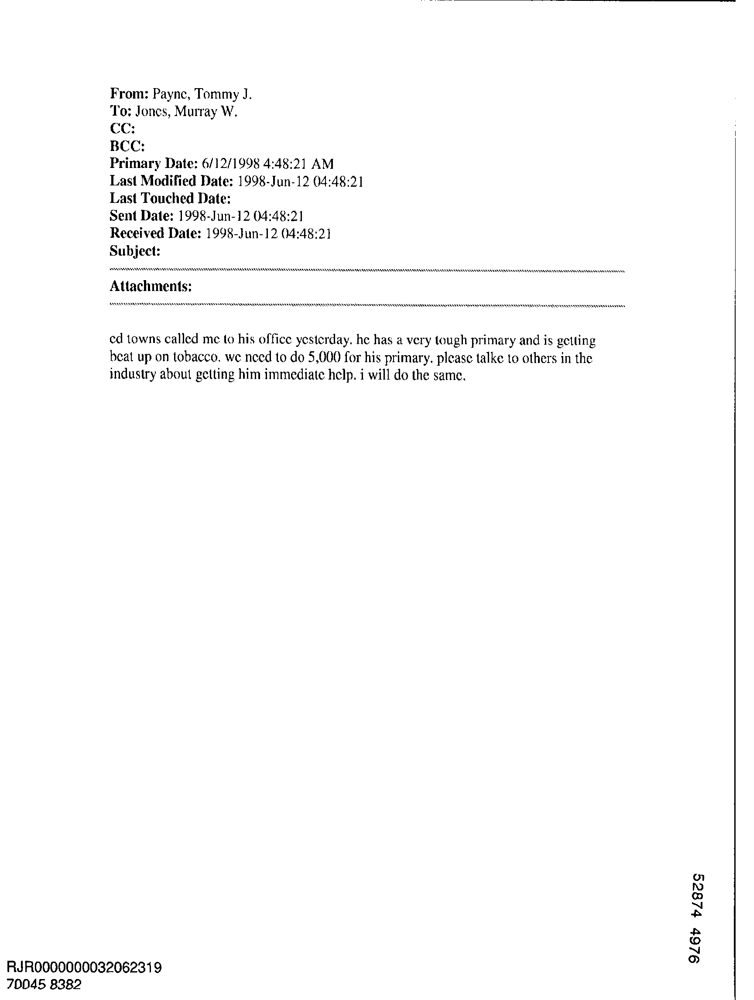 From: Payne, Tommy J.
To: Jones, Murray W.
CC:
BCC:
Primary Date: 6/12/1998 4:48:21 AM
Last Modified Date: 1998-Jun-12 04:48:21
Last Touched Date:
Sent Date: 1998-Jun-12 04:48:21
Received Date: 1998-Jun-12 04:48:21
Subject:
Attachments:
ed towns called me to his office yesterday. he has a very tough primary and is getting
beat up on tobacco. we need to do 5,000 for his primary. please talke to others in the
industry about getting him immediate help. i will do the same.
52874 4976
RJR0000000032062319
70045 8382